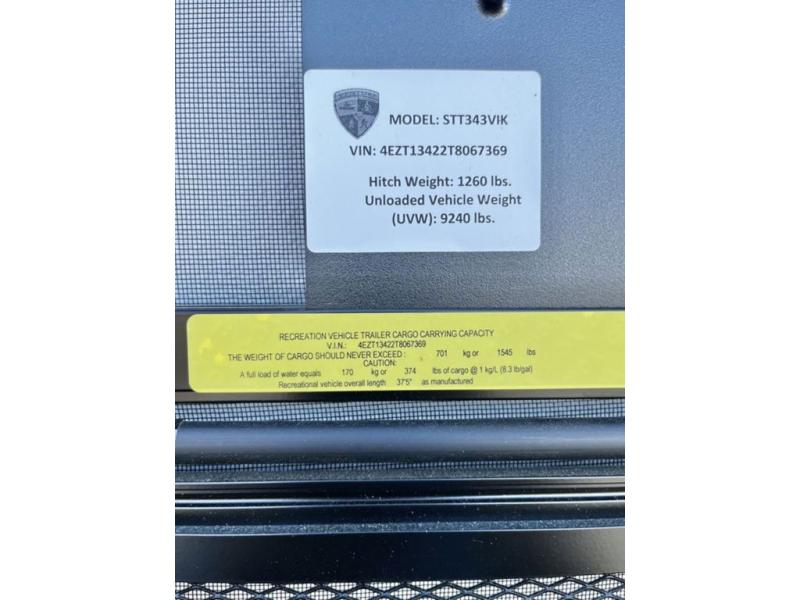 MODEL: STT343VIK
VIN: 4EZT13422T8067369
Hitch Weight: 1260 lbs.
Unloaded Vehicle Weight
(UVW): 9240 lbs.
RECREATION VEHICLE TRAILER CARGO CARRYING CAPACITY
V.I.N.: 4EZT13422T8067369
THE WEIGHT OF CARGO SHOULD NEVER EXCEED: 701 kg or 1545 lbs
CAUTION:
A full load of water equals 170 kg or 374 lbs of cargo @ 1 kg/L (8.3 lb/gal)
Recreational vehicle overall length 37'5" as manufactured